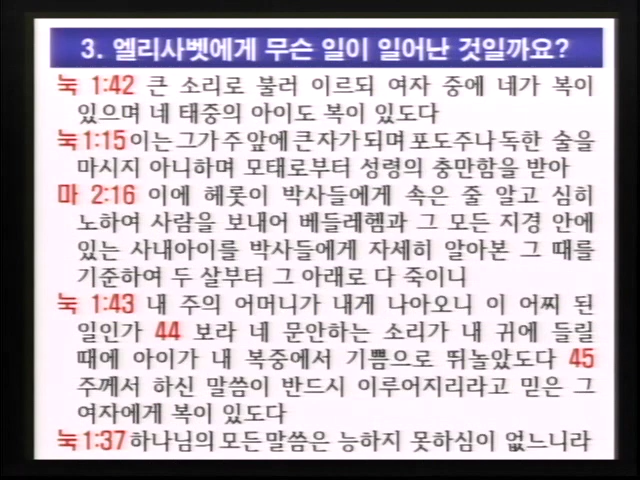 3. 엘리사벳에게 무슨 일이 일어난 것일까요?
눅 1:42 큰 소리로 불러 이르되 여자 중에 네가 복이
있으며 네 태중의 아이도 복이 있도다
눅1:15 이는 그가 주 앞에 큰 자가 되며 포도주나 독한 술을
마시지 아니하며 모태로부터 성령의 충만함을 받아
마 2:16 이에 헤롯이 박사들에게 속은 줄 알고 심히
노하여 사람을 보내어 베들레헴과 그 모든 지경 안에
있는 사내아이를 박사들에게 자세히 알아본 그 때를
기준하여 두 살부터 그 아래로 다 죽이니
눅 1:43 내 주의 어머니가 내게 나아오니 이 어찌 된
일인가 44 보라 네 문안하는 소리가 내 귀에 들릴
때에 아이가 내 복중에서 기쁨으로 뛰놀았도다 45
주께서 하신 말씀이 반드시 이루어지리라고 믿은 그
여자에게 복이 있도다
눅1:37 하나님의 모든 말씀은 능하지 못하심이 없느니라